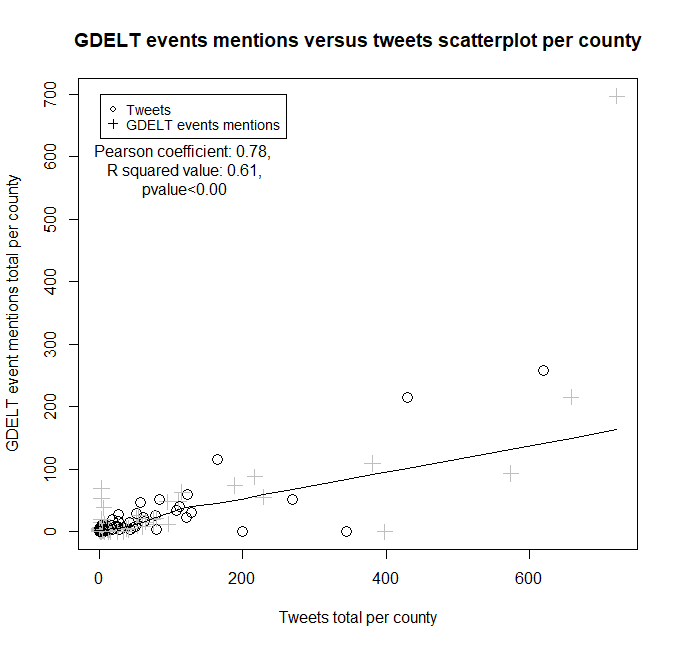 GDELT events mentions versus tweets scatterplot per county
Tweets
GDELT events mentions
Pearson coefficient: 0.78,
R squared value: 0.61,
pvalue<0.00
GDELT event mentions total per county
700
600
500
400
300
200
100
0
0 200 400 600
Tweets total per county